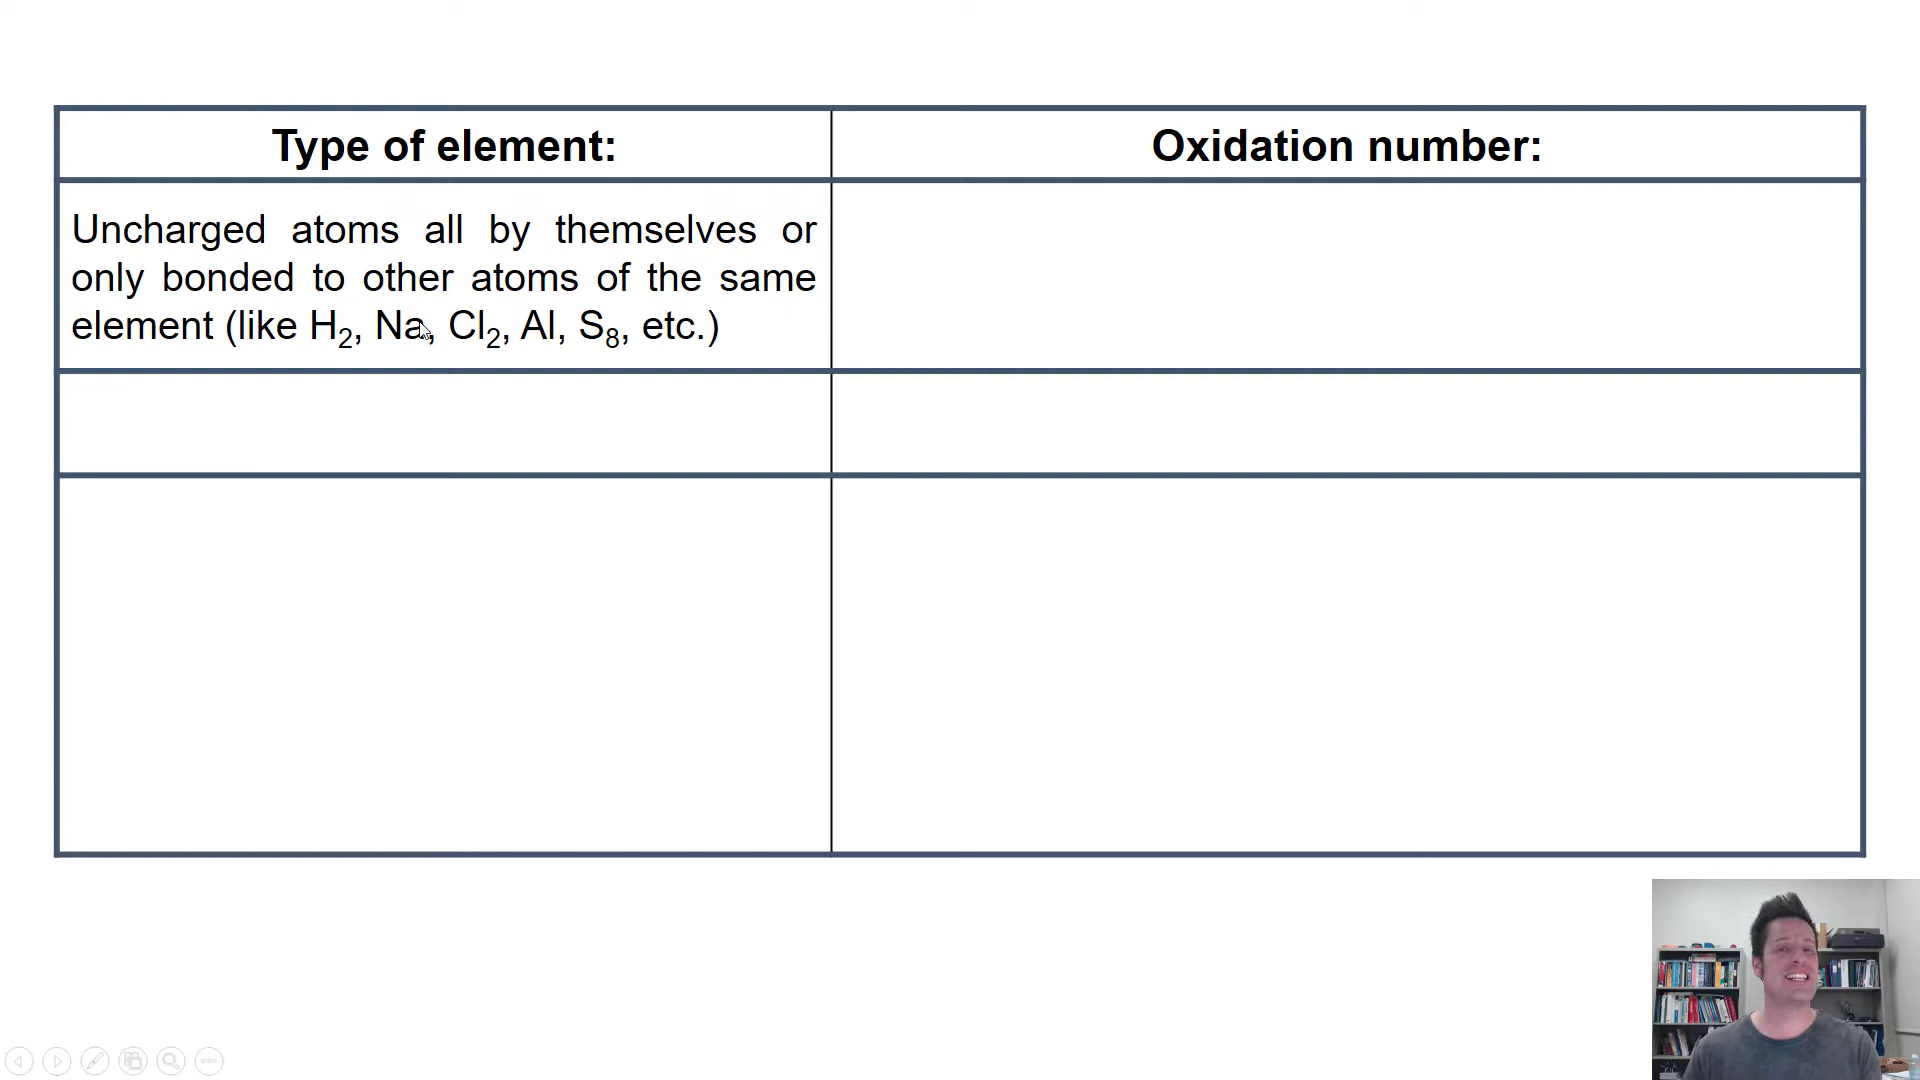 Type of element:
Oxidation number:
Uncharged atoms all by themselves or
only bonded to other atoms of the same
element (like H₂, Na, Cl₂, Al, S₈, etc.)